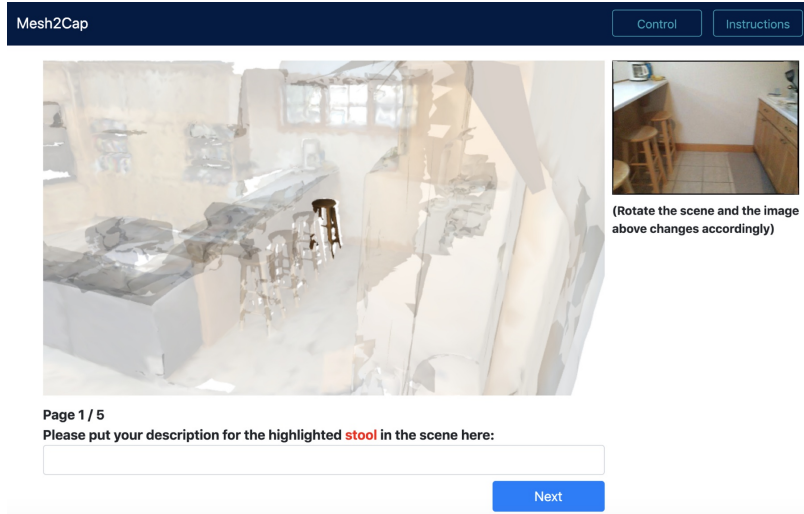 Mesh2Cap
Control
Instructions
(Rotate the scene and the image
above changes accordingly)
Page 1 / 5
Please put your description for the highlighted stool in the scene here:
Next